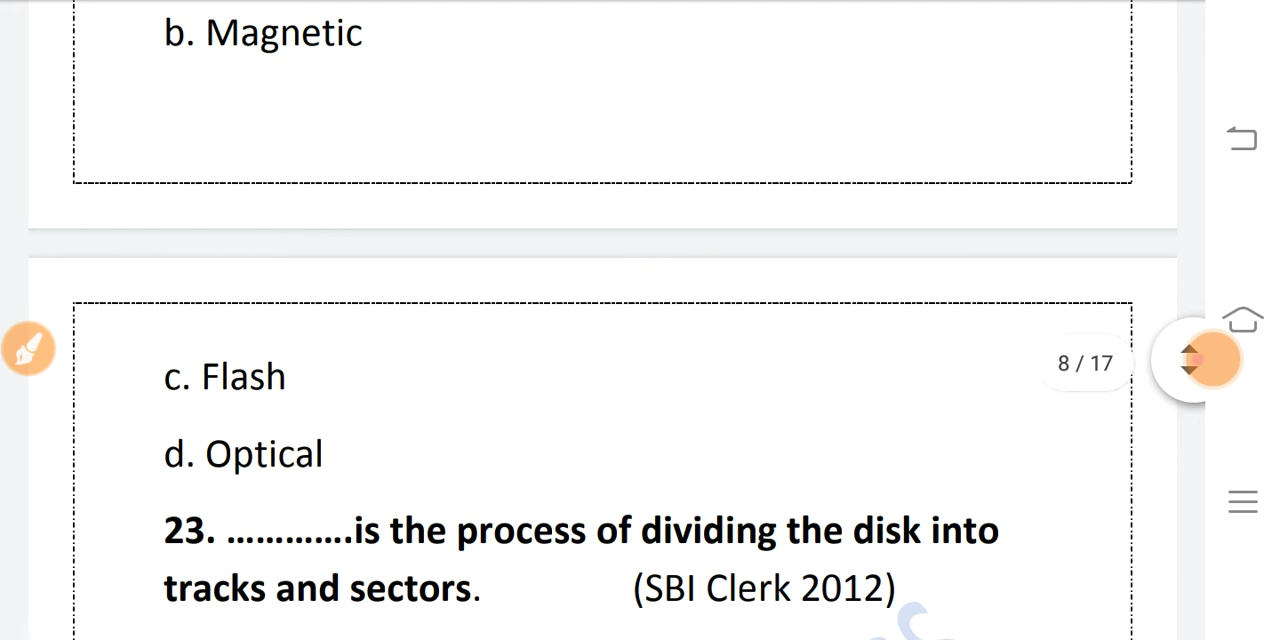 b. Magnetic
c. Flash
8 / 17
d. Optical
23. .............is the process of dividing the disk into
tracks and sectors. (SBI Clerk 2012)